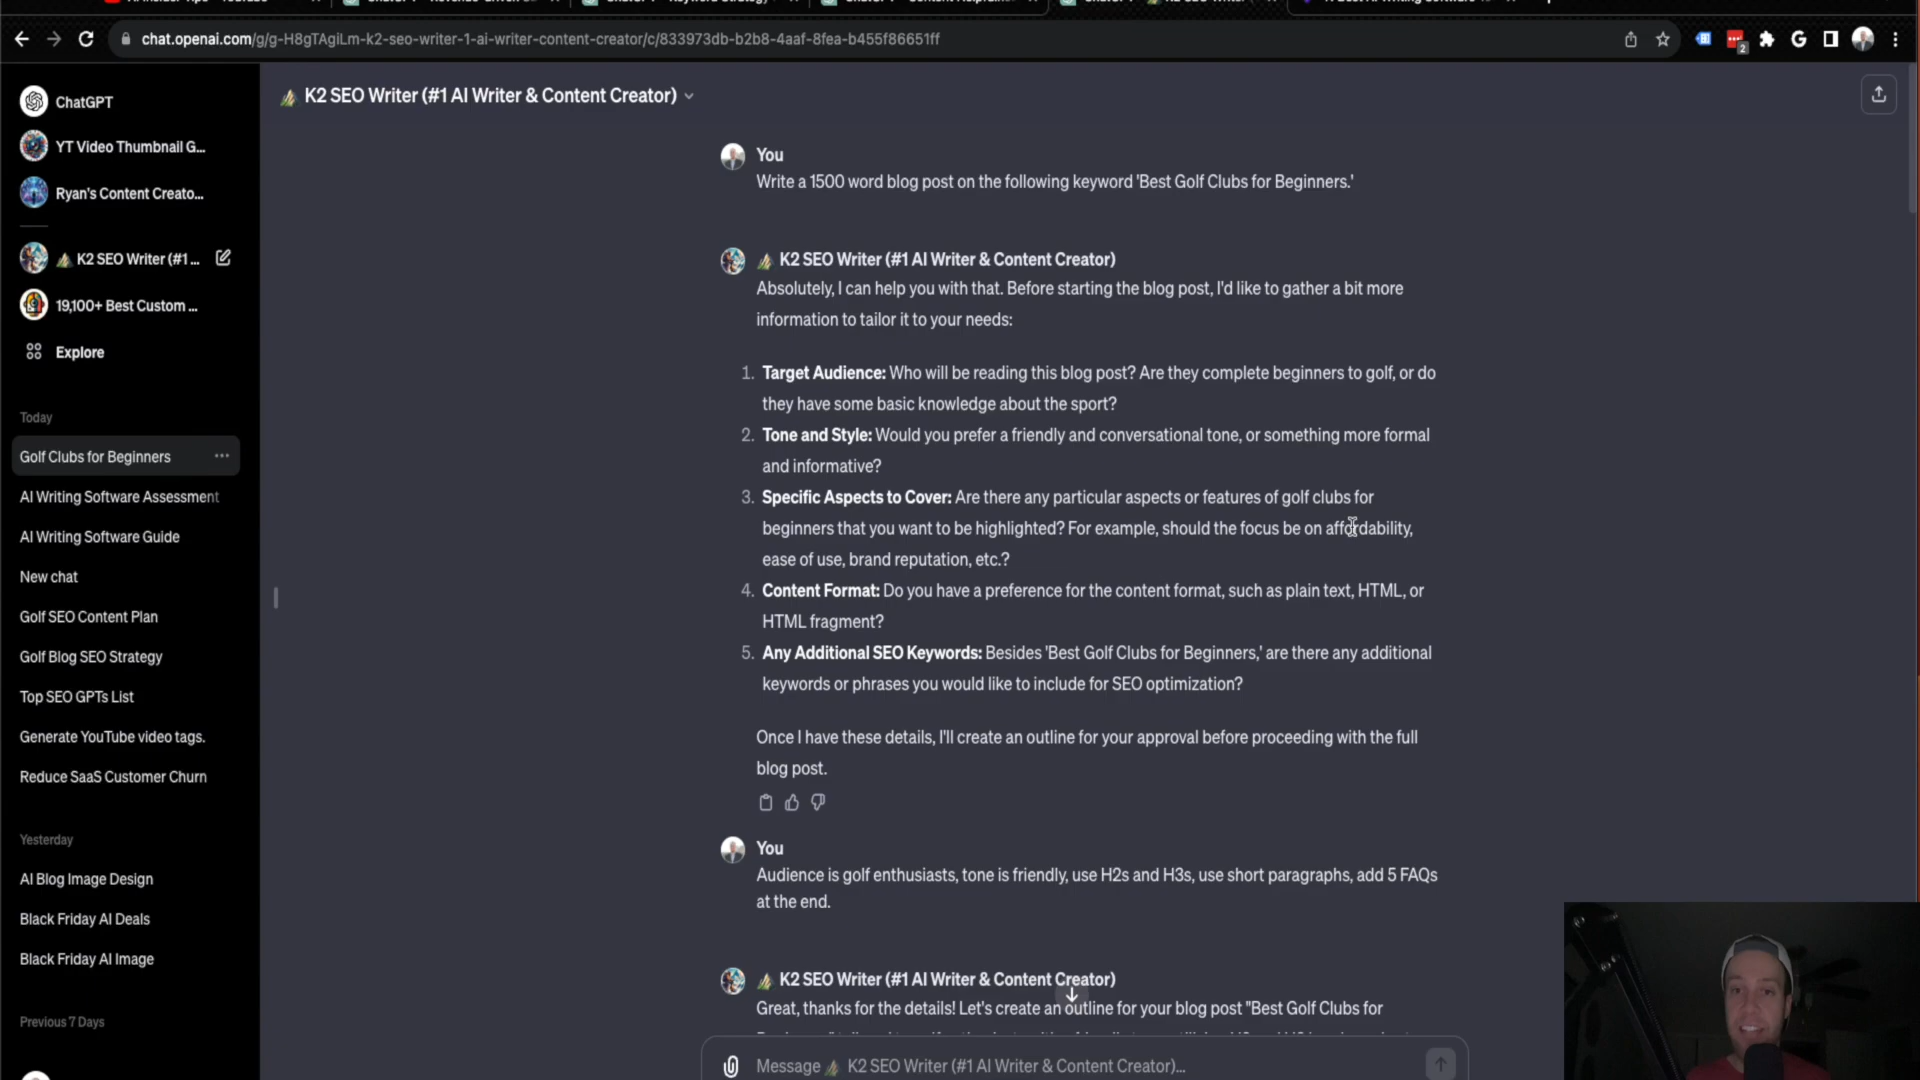 chat.openai.com/g/g-H8gTAgiLm-k2-seo-writer-1-ai-writer-content-creator/c/833973db-b2b8-4aaf-8fea-b455f86651ff
2
ChatGPT
YT Video Thumbnail G...
Ryan's Content Creato...
K2 SEO Writer (#1 ...
19,100+ Best Custom ...
Explore
Today
Golf Clubs for Beginners
AI Writing Software Assessment
AI Writing Software Guide
New chat
Golf SEO Content Plan
Golf Blog SEO Strategy
Top SEO GPTs List
Generate YouTube video tags.
Reduce SaaS Customer Churn
Yesterday
AI Blog Image Design
Black Friday AI Deals
Black Friday AI Image
Previous 7 Days
K2 SEO Writer (#1 AI Writer & Content Creator)
You
Write a 1500 word blog post on the following keyword 'Best Golf Clubs for Beginners.'
K2 SEO Writer (#1 AI Writer & Content Creator)
Absolutely, I can help you with that. Before starting the blog post, I'd like to gather a bit more
information to tailor it to your needs:
1. Target Audience: Who will be reading this blog post? Are they complete beginners to golf, or do
they have some basic knowledge about the sport?
2. Tone and Style: Would you prefer a friendly and conversational tone, or something more formal
and informative?
3. Specific Aspects to Cover: Are there any particular aspects or features of golf clubs for
beginners that you want to be highlighted? For example, should the focus be on affordability,
ease of use, brand reputation, etc.?
4. Content Format: Do you have a preference for the content format, such as plain text, HTML, or
HTML fragment?
5. Any Additional SEO Keywords: Besides 'Best Golf Clubs for Beginners,' are there any additional
keywords or phrases you would like to include for SEO optimization?
Once I have these details, I'll create an outline for your approval before proceeding with the full
blog post.
You
Audience is golf enthusiasts, tone is friendly, use H2s and H3s, use short paragraphs, add 5 FAQs
at the end.
K2 SEO Writer (#1 AI Writer & Content Creator)
Great, thanks for the details! Let's create an outline for your blog post "Best Golf Clubs for
Message K2 SEO Writer (#1 AI Writer & Content Creator)...